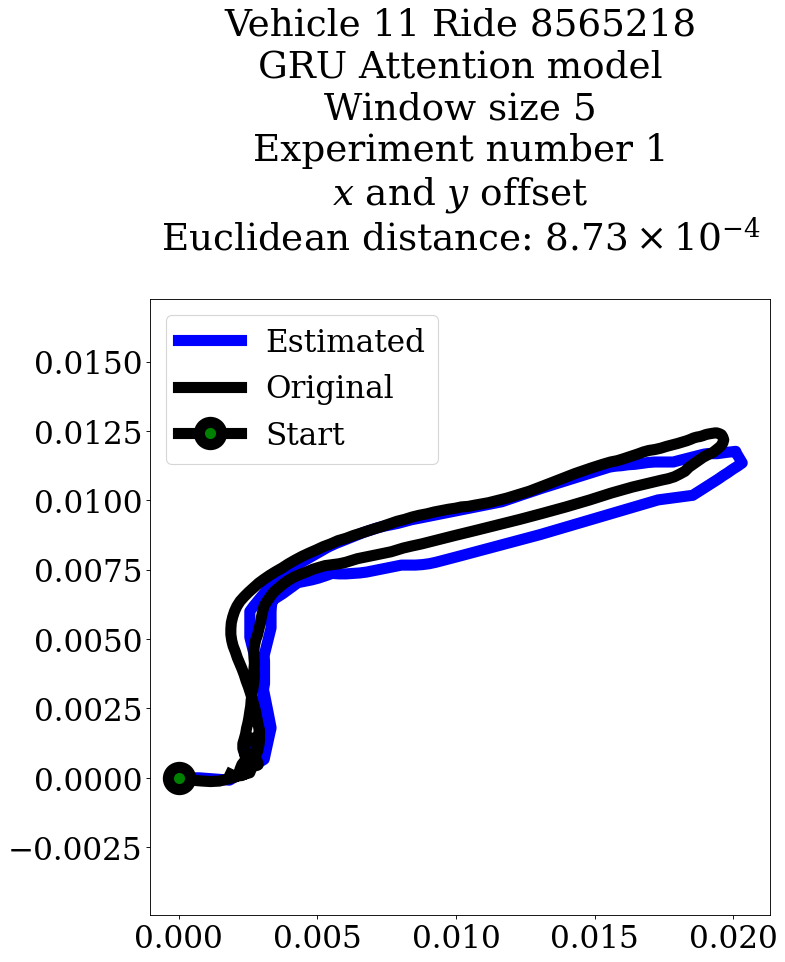 Vehicle 11 Ride 8565218
GRU Attention model
Window size 5
Experiment number 1
x and y offset
Euclidean distance: 8.73 × 10⁻⁴
Estimated
Original
Start
0.0150
0.0125
0.0100
0.0075
0.0050
0.0025
0.0000
−0.0025
0.000 0.005 0.010 0.015 0.020